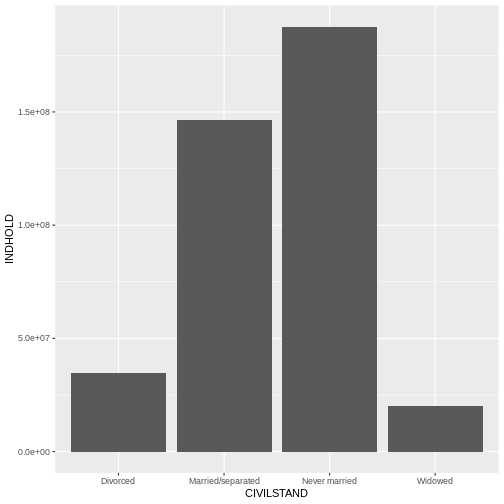 INDHOLD
1.5e+08
1.0e+08
5.0e+07
0.0e+00
Divorced Married/separated Never married Widowed
CIVILSTAND